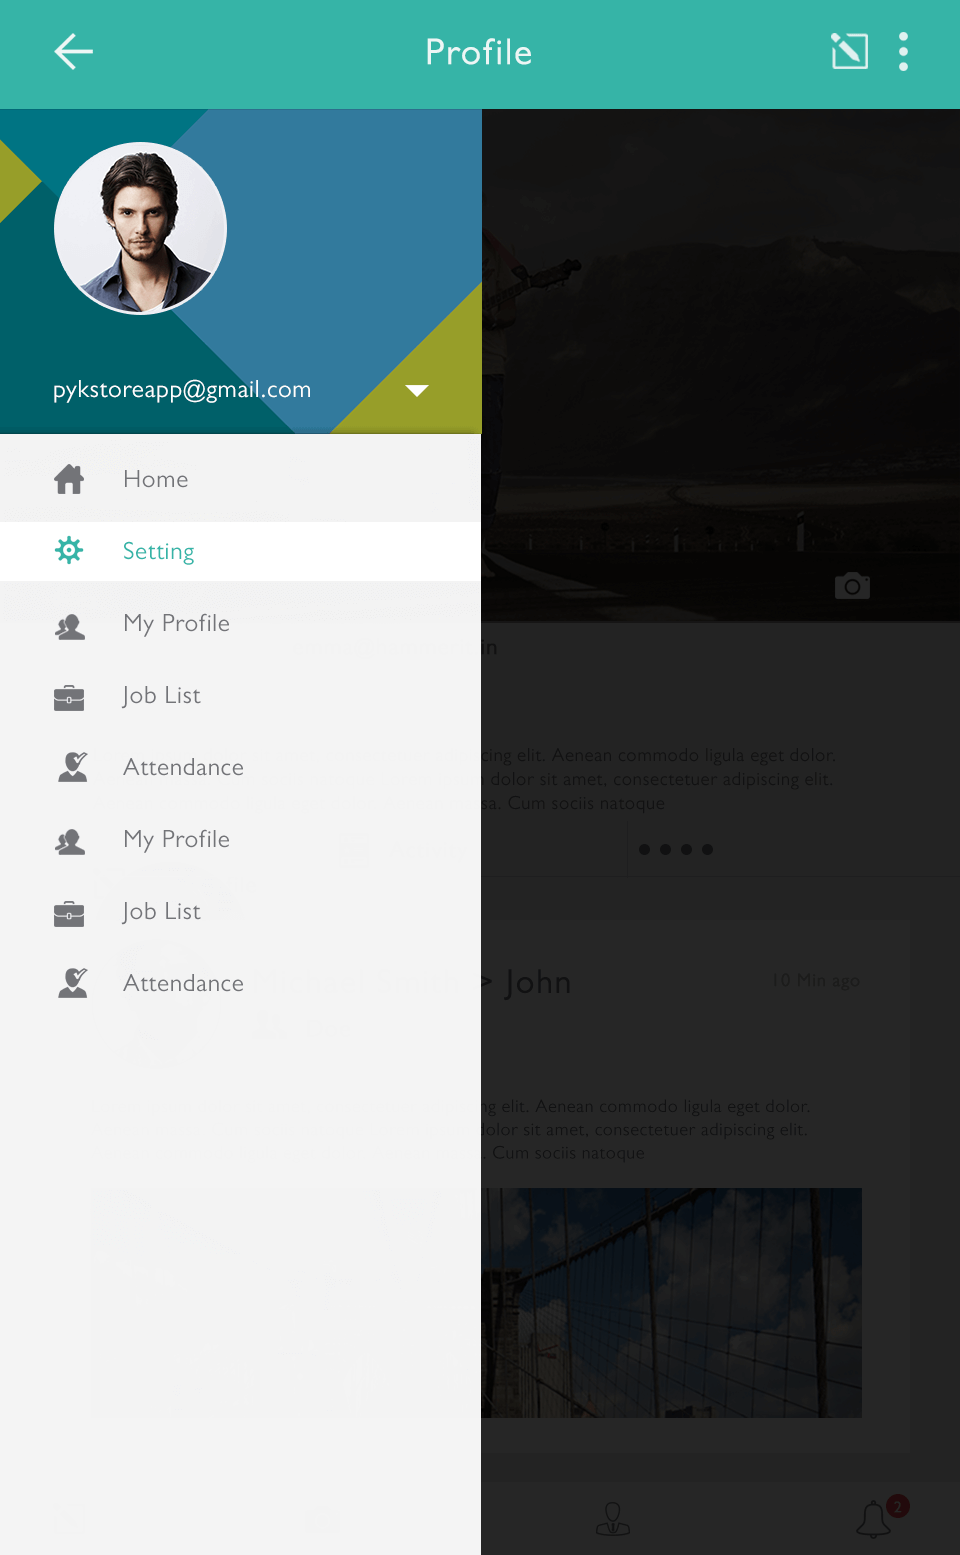 Profile
pykstoreapp@gmail.com
Home
Setting
My Profile
Job List
Attendance
My Profile
Job List
Attendance
in
cing elit. Aenean commodo ligula eget dolor.
dolor sit amet, consectetuer adipiscing elit.
sa. Cum sociis natoque
> John
10 Min ago
ng elit. Aenean commodo ligula eget dolor.
dolor sit amet, consectetuer adipiscing elit.
. Cum sociis natoque
2